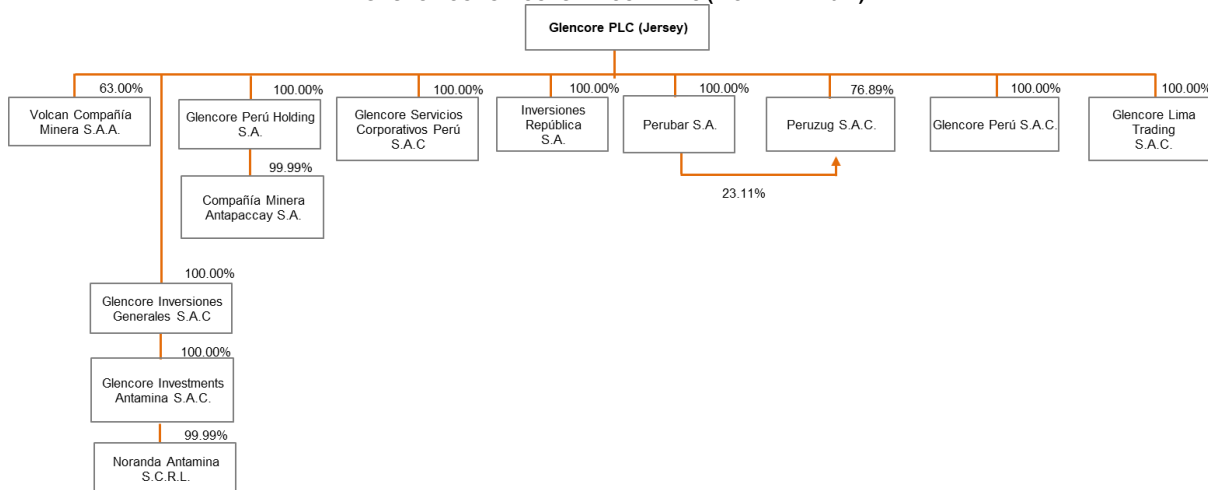 Glencore PLC (Jersey)
63.00%
100.00%
100.00%
100.00%
100.00%
76.89%
100.00%
100.00%
Volcan Compañía
Minera S.A.A.
Glencore Perú Holding
S.A.
Glencore Servicios
Corporativos Perú
S.A.C
Inversiones
República
S.A.
Perubar S.A.
Peruzug S.A.C.
Glencore Perú S.A.C.
Glencore Lima
Trading
S.A.C.
99.99%
23.11%
Compañía Minera
Antapaccay S.A.
100.00%
Glencore Inversiones
Generales S.A.C
100.00%
Glencore Investments
Antamina S.A.C.
99.99%
Noranda Antamina
S.C.R.L.